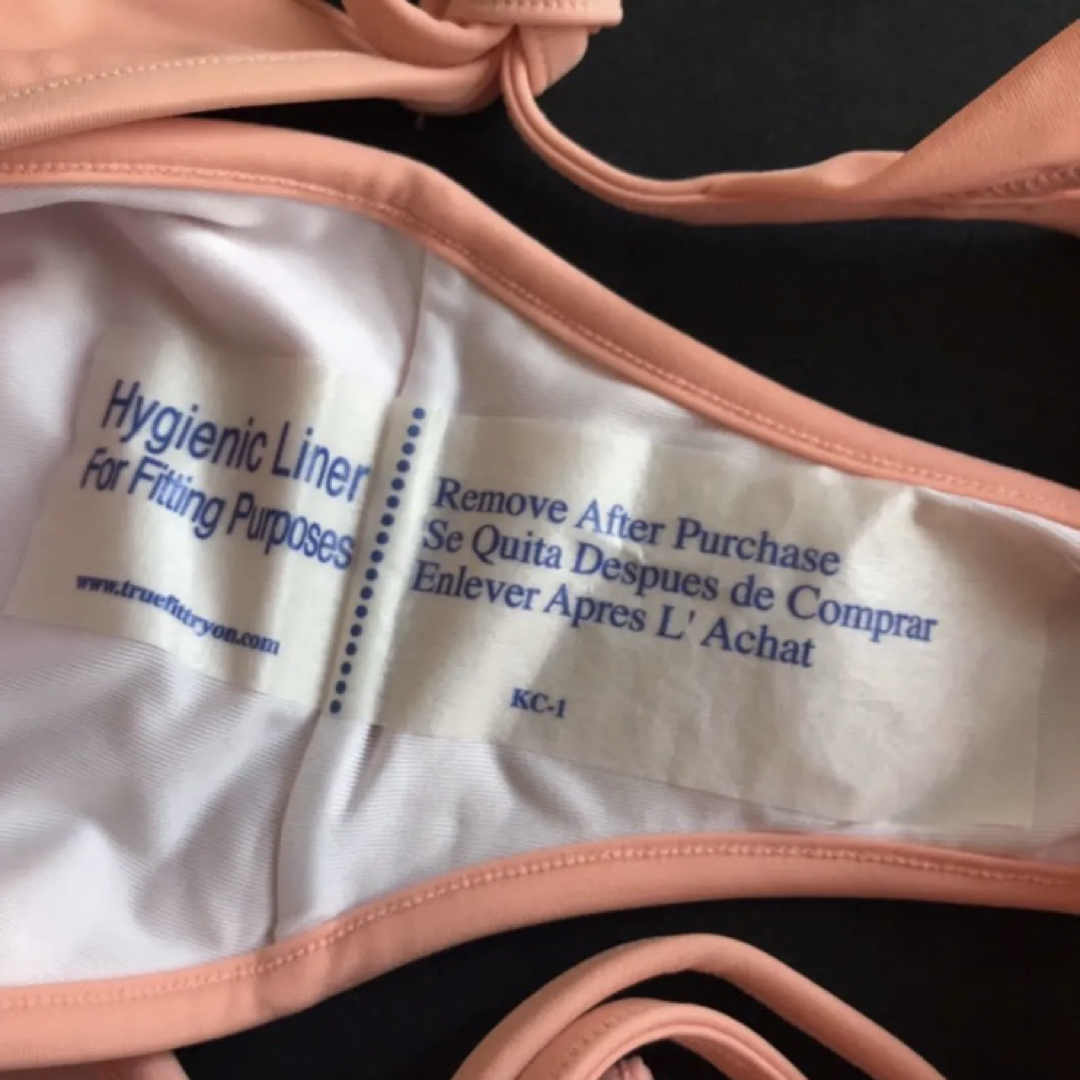 Hygienic Liner
For Fitting Purposes
www.truefittryon.com
Remove After Purchase
Se Quita Despues de Comprar
Enlever Apres L' Achat
KC-1